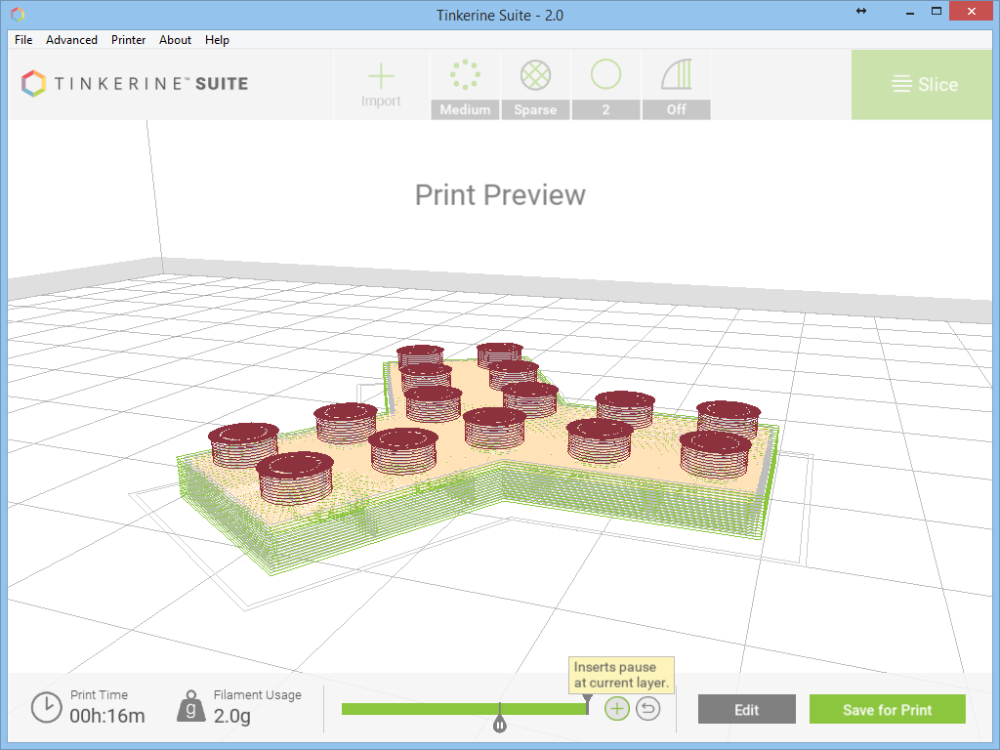 Tinkerine Suite - 2.0
File Advanced Printer About Help
TINKERINE™ SUITE
Import
Medium
Sparse
2
Off
Slice
Print Preview
Inserts pause
at current layer.
Print Time
00h:16m
g
Filament Usage
2.0g
Edit
Save for Print